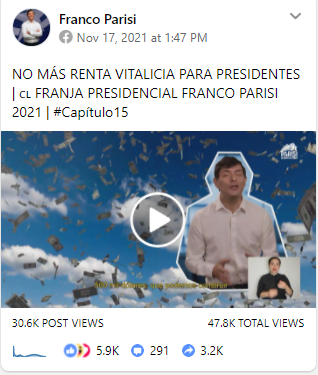 Franco Parisi
Nov 17, 2021 at 1:47 PM
NO MÁS RENTA VITALICIA PARA PRESIDENTES
| CL FRANJA PRESIDENCIAL FRANCO PARISI
2021 | #Capítulo15
PARISI
30.6K POST VIEWS
47.8K TOTAL VIEWS
5.9K
291
3.2K